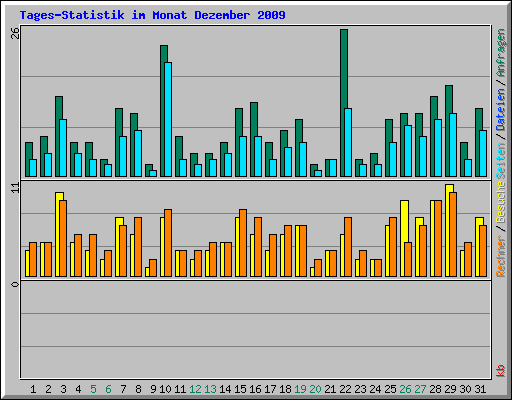 Tages-Statistik im Monat Dezember 2009
26
11
0
Rechner / Besuche Seiten / Dateien / Anfragen
kb
1 2 3 4 5 6 7 8 9 10 11 12 13 14 15 16 17 18 19 20 21 22 23 24 25 26 27 28 29 30 31